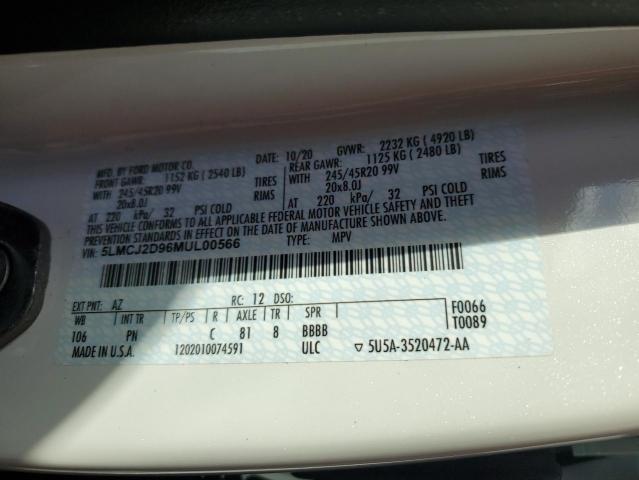 MFD. BY FORD MOTOR CO. DATE: 10/20 GVWR: 2232 KG ( 4920 LB)
FRONT GAWR: 1152 KG ( 2540 LB) REAR GAWR: 1125 KG ( 2480 LB)
WITH 245/45R20 99V TIRES WITH 245/45R20 99V TIRES
20x8.0J RIMS 20x8.0J RIMS
AT 220 kPa/ 32 PSI COLD AT 220 kPa/ 32 PSI COLD
THIS VEHICLE CONFORMS TO ALL APPLICABLE FEDERAL MOTOR VEHICLE SAFETY AND THEFT
PREVENTION STANDARDS IN EFFECT ON THE DATE OF MANUFACTURE SHOWN ABOVE.
VIN: 5LMCJ2D96MUL00566 TYPE: MPV
EXT PNT: AZ RC: 12 DSO: F0066
WB INT TR TP/PS R AXLE TR SPR T0089
106 PN C 81 8 BBBB
MADE IN U.S.A. 1202010074591 ULC ▽ 5U5A-3520472-AA